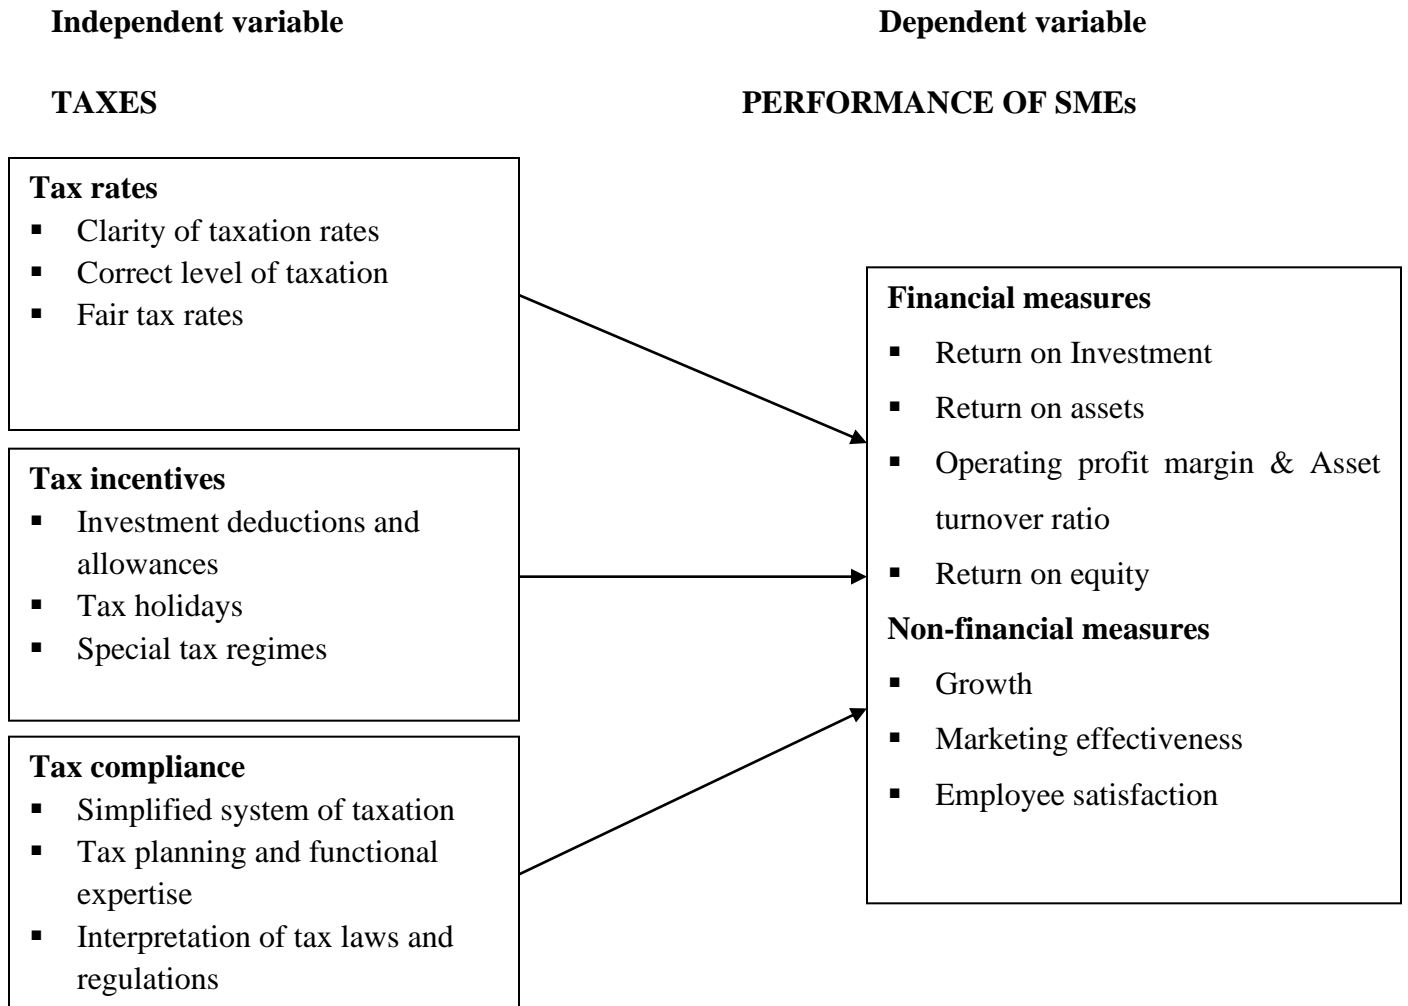 Independent variable
Dependent variable
TAXES
PERFORMANCE OF SMEs
Tax rates
▪ Clarity of taxation rates
▪ Correct level of taxation
▪ Fair tax rates
Tax incentives
▪ Investment deductions and
allowances
▪ Tax holidays
▪ Special tax regimes
Tax compliance
▪ Simplified system of taxation
▪ Tax planning and functional
expertise
▪ Interpretation of tax laws and
regulations
Financial measures
▪ Return on Investment
▪ Return on assets
▪ Operating profit margin & Asset
turnover ratio
▪ Return on equity
Non-financial measures
▪ Growth
▪ Marketing effectiveness
▪ Employee satisfaction